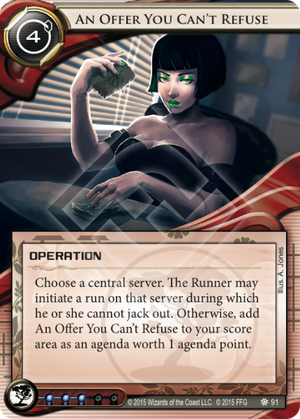 An Offer You Can't Refuse
4
OPERATION
Choose a central server. The Runner may
initiate a run on that server during which
he or she cannot jack out. Otherwise, add
An Offer You Can't Refuse to your score
area as an agenda worth 1 agenda point.
Illus. A. Jones
© 2015 Wizards of the Coast LLC. © 2015 FFG
91